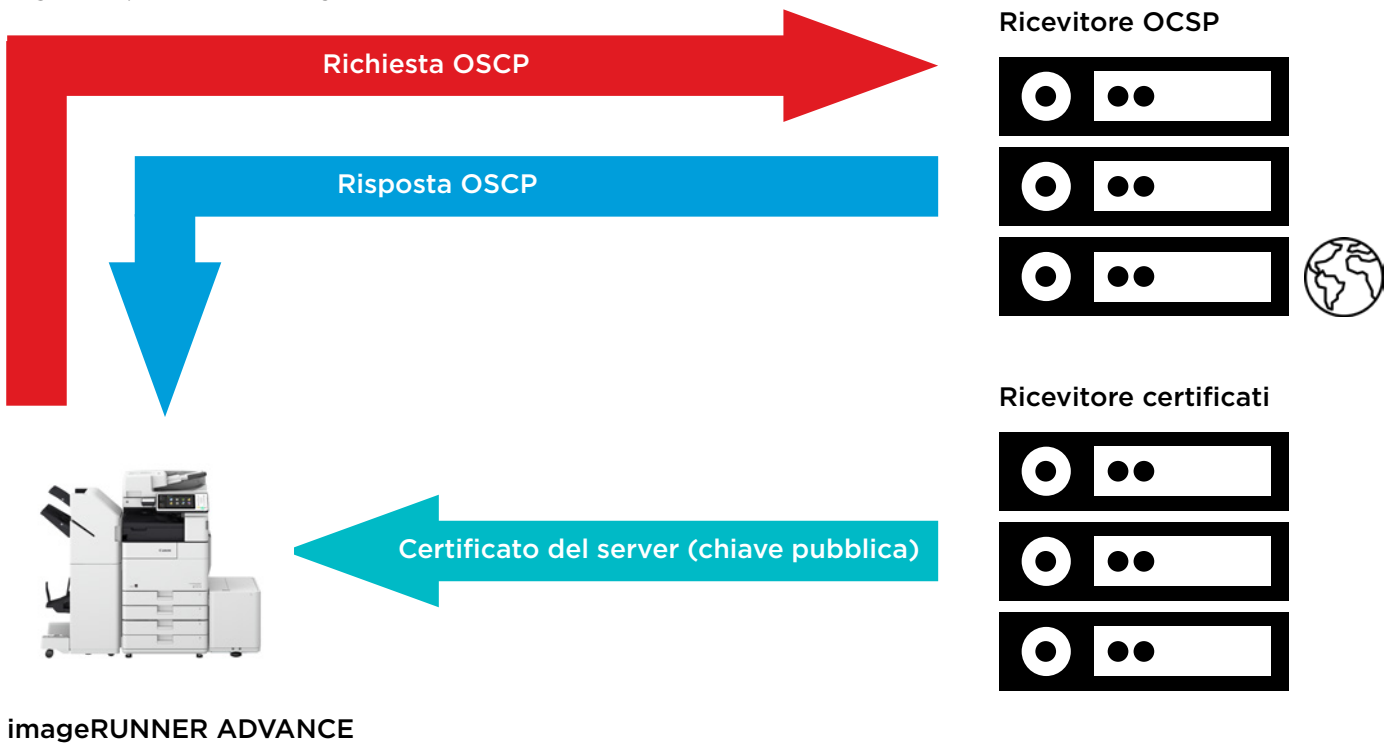 Ricevitore OCSP
Richiesta OSCP
Risposta OSCP
Ricevitore certificati
Certificato del server (chiave pubblica)
imageRUNNER ADVANCE